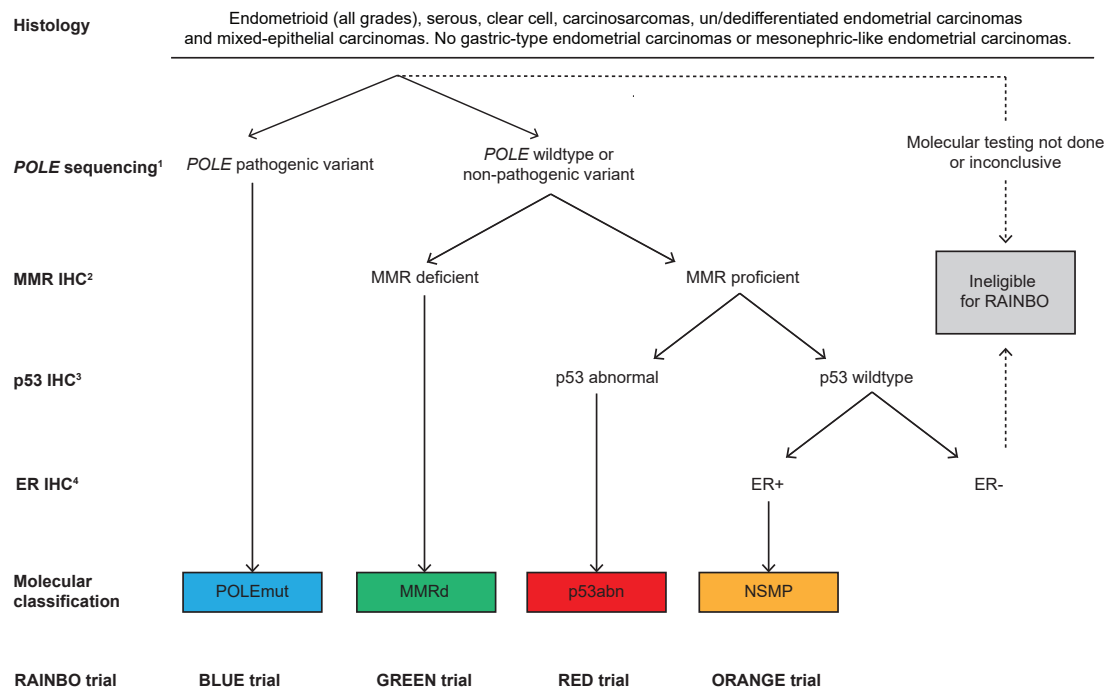 Histology
Endometrioid (all grades), serous, clear cell, carcinosarcomas, un/dedifferentiated endometrial carcinomas
and mixed-epithelial carcinomas. No gastric-type endometrial carcinomas or mesonephric-like endometrial carcinomas.
POLE sequencing¹
POLE pathogenic variant
POLE wildtype or
non-pathogenic variant
Molecular testing not done
or inconclusive
MMR IHC²
MMR deficient
MMR proficient
Ineligible
for RAINBO
p53 IHC³
p53 abnormal
p53 wildtype
ER IHC⁴
ER+
ER-
Molecular
classification
POLEmut
MMRd
p53abn
NSMP
RAINBO trial
BLUE trial
GREEN trial
RED trial
ORANGE trial